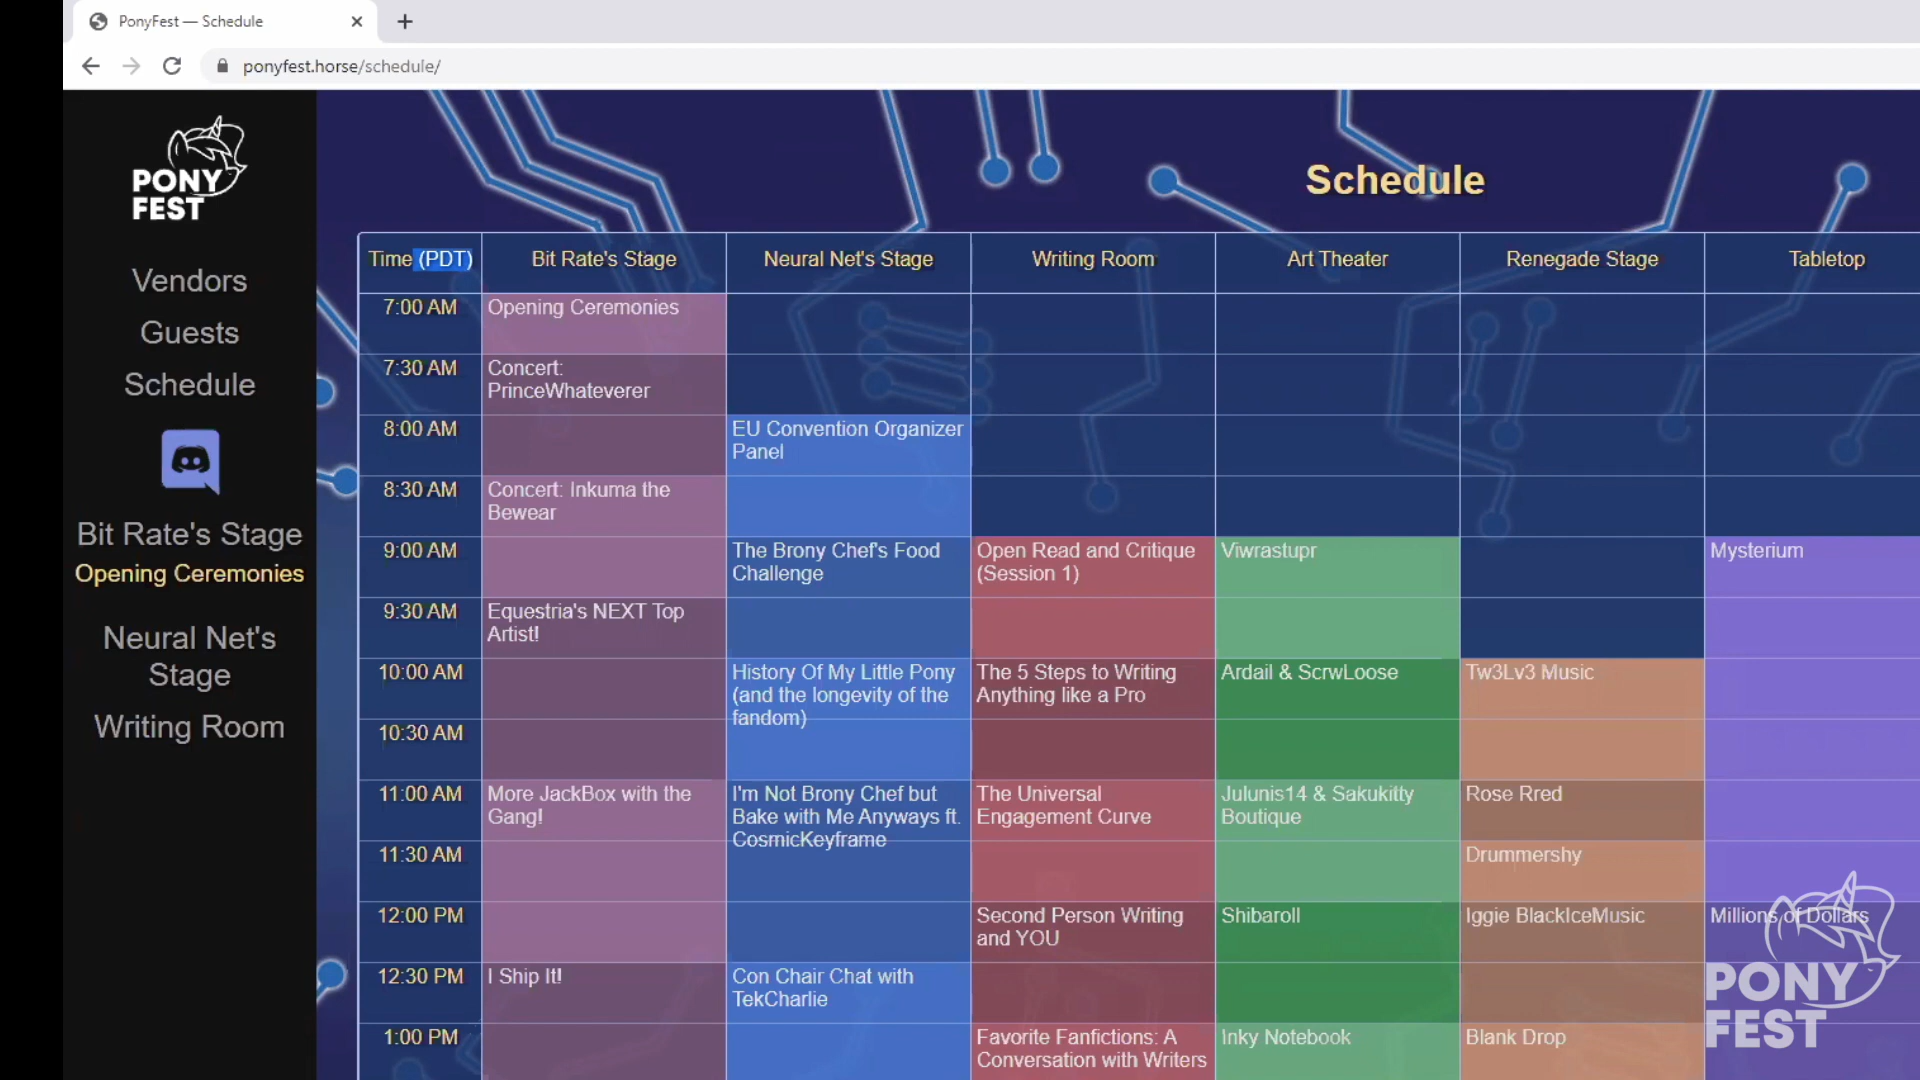 PonyFest — Schedule
ponyfest.horse/schedule/
PONY
FEST
Vendors
Guests
Schedule
Bit Rate's Stage
Opening Ceremonies
Neural Net's
Stage
Writing Room
Schedule
Time (PDT) Bit Rate's Stage Neural Net's Stage Writing Room Art Theater Renegade Stage Tabletop
7:00 AM Opening Ceremonies
7:30 AM Concert:
PrinceWhateverer
8:00 AM EU Convention Organizer
Panel
8:30 AM Concert: Inkuma the
Bewear
9:00 AM The Brony Chef's Food Open Read and Critique Viwrastupr Mysterium
Challenge (Session 1)
9:30 AM Equestria's NEXT Top
Artist!
10:00 AM History Of My Little Pony The 5 Steps to Writing Ardail & ScrwLoose Tw3Lv3 Music
(and the longevity of the Anything like a Pro
fandom)
10:30 AM
11:00 AM More JackBox with the I'm Not Brony Chef but The Universal Julunis14 & Sakukitty Rose Rred
Gang! Bake with Me Anyways ft. Engagement Curve Boutique
CosmicKeyframe
11:30 AM Drummershy
12:00 PM Second Person Writing Shibaroll Iggie BlackIceMusic Millions of Dollars
and YOU
12:30 PM I Ship It! Con Chair Chat with
TekCharlie
1:00 PM Favorite Fanfictions: A Inky Notebook Blank Drop
Conversation with Writers
PONY
FEST